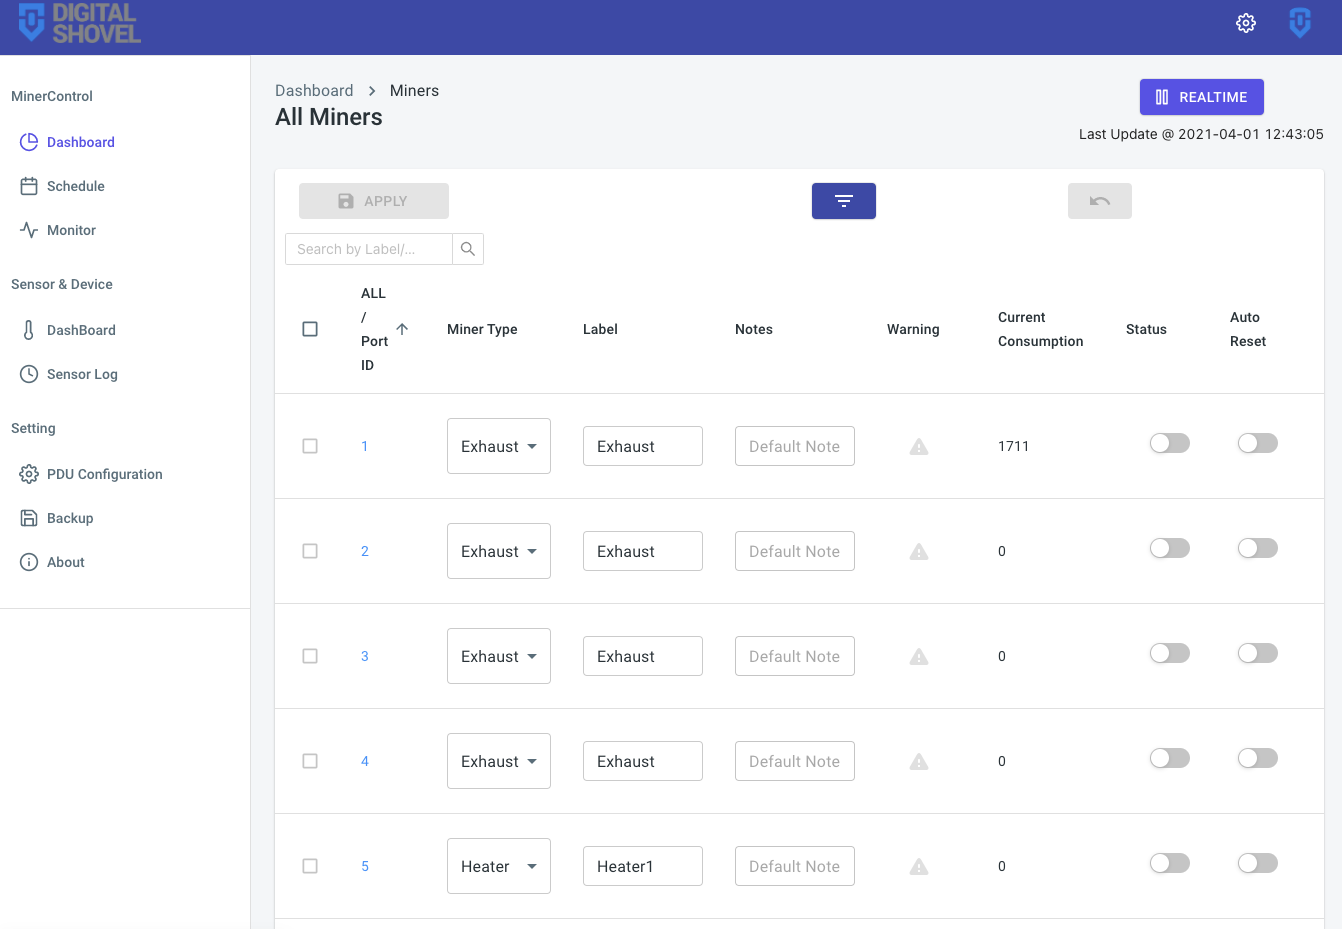 DIGITAL
SHOVEL
MinerControl
Dashboard
Schedule
Monitor
Sensor & Device
DashBoard
Sensor Log
Setting
PDU Configuration
Backup
About
Dashboard > Miners
All Miners
REALTIME
Last Update @ 2021-04-01 12:43:05
APPLY
Search by Label/...
ALL
/
Port
ID
Miner Type
Label
Notes
Warning
Current
Consumption
Status
Auto
Reset
1 Exhaust Exhaust Default Note 1711
2 Exhaust Exhaust Default Note 0
3 Exhaust Exhaust Default Note 0
4 Exhaust Exhaust Default Note 0
5 Heater Heater1 Default Note 0